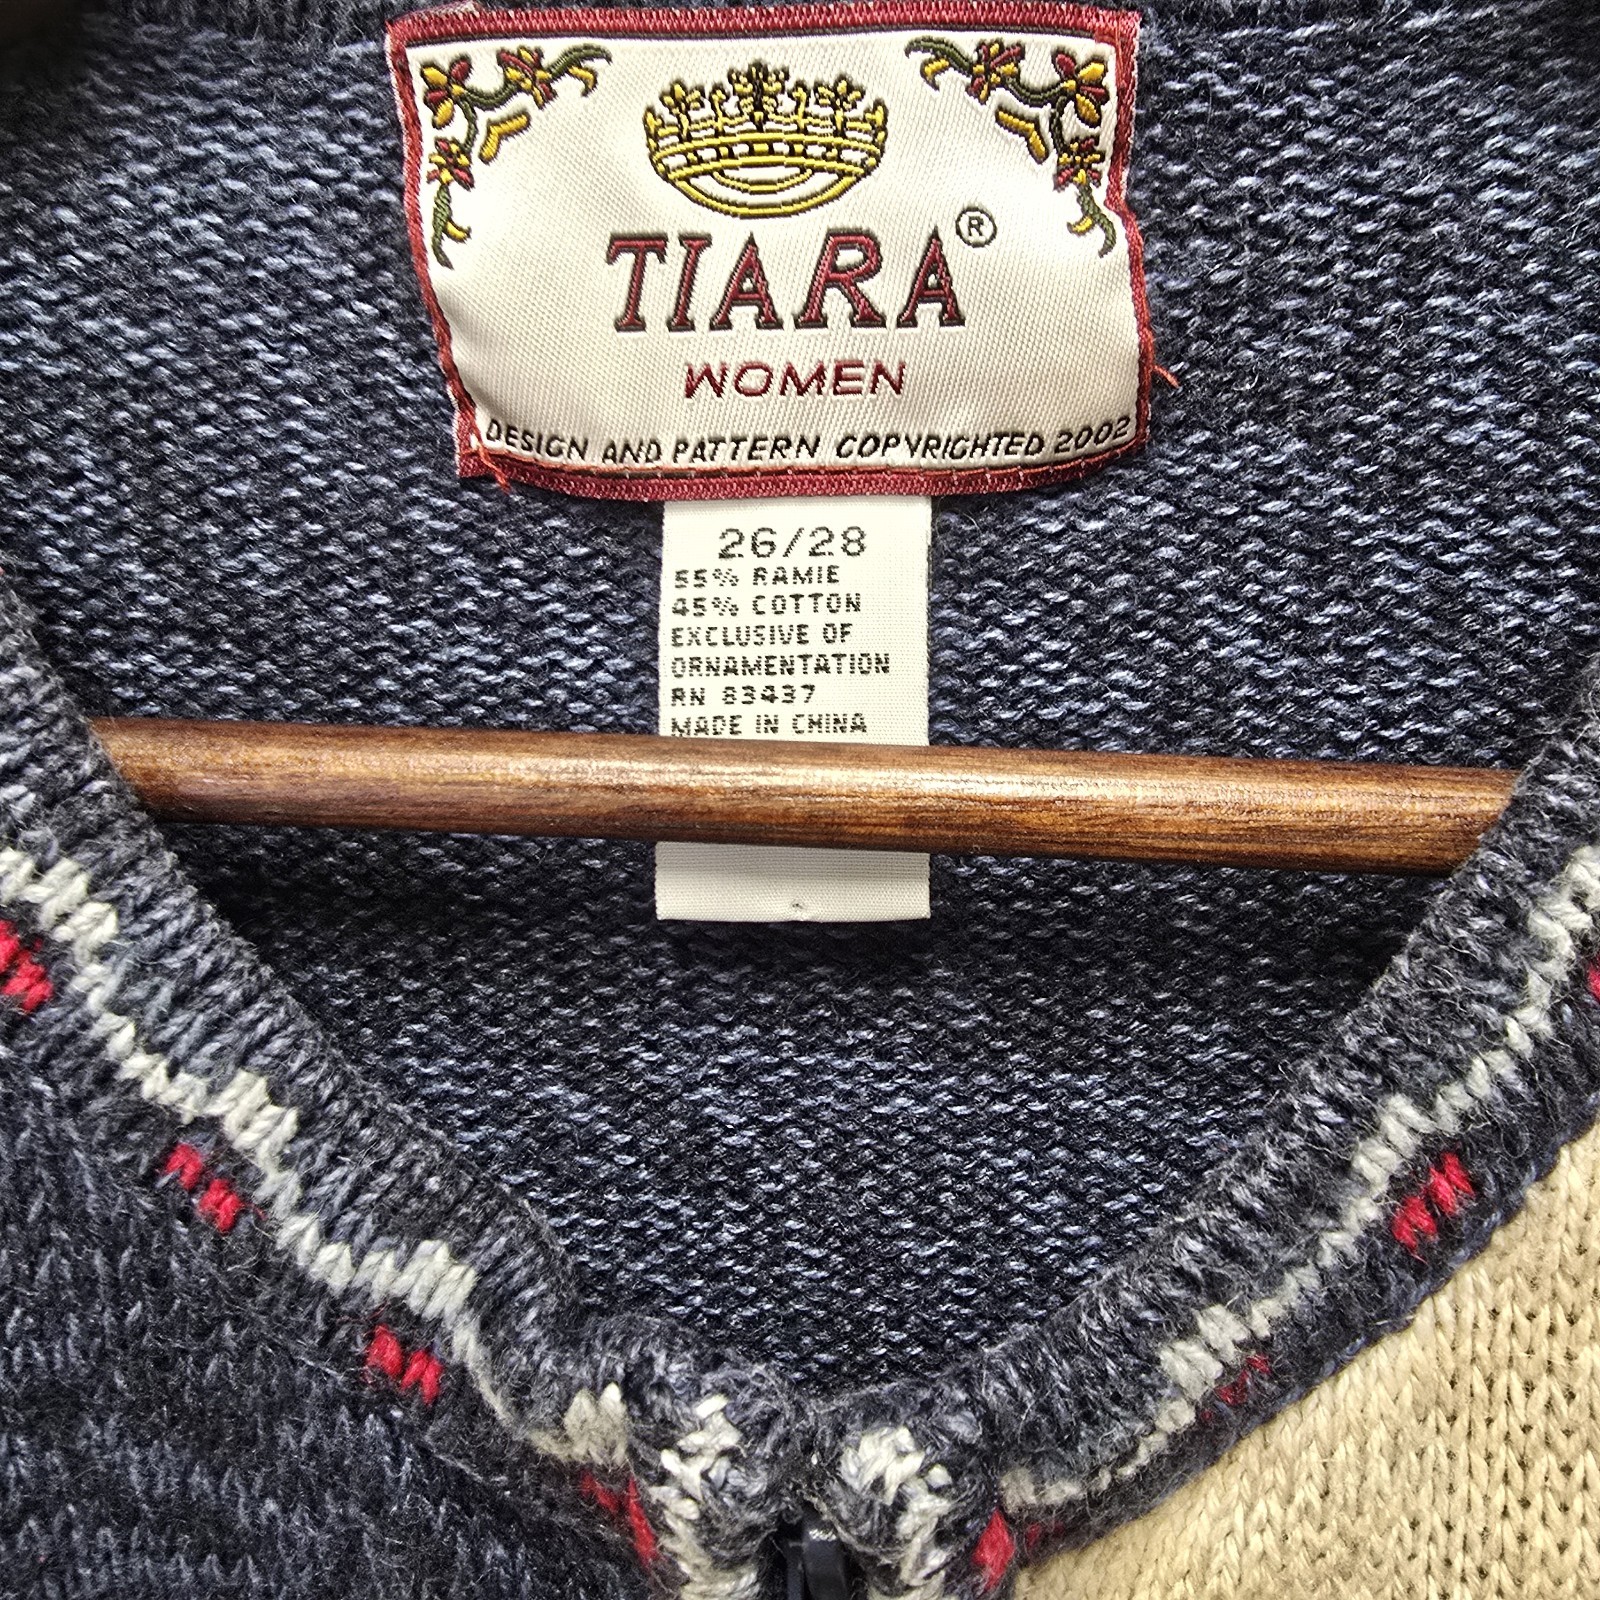 TIARA®
WOMEN
DESIGN AND PATTERN COPYRIGHTED 2002
26/28
55% RAMIE
45% COTTON
EXCLUSIVE OF
ORNAMENTATION
RN 83437
MADE IN CHINA